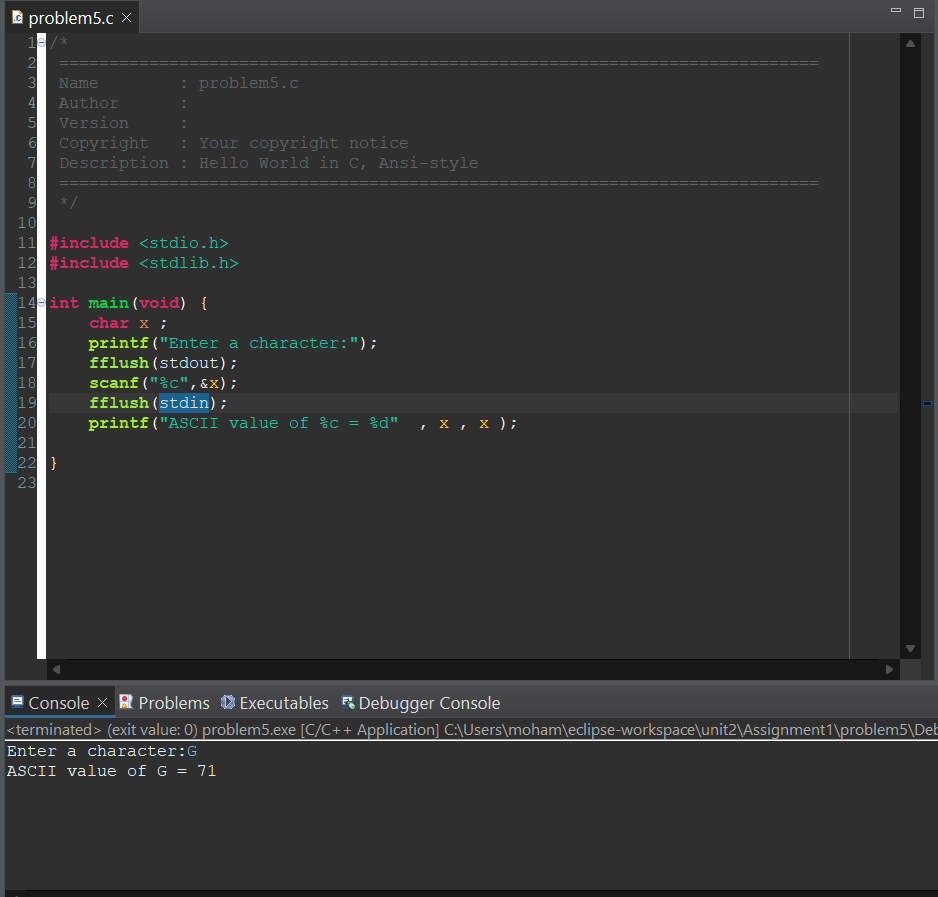 problem5.c
1 /*
2 ============================================================================
3 Name        : problem5.c
4 Author      :
5 Version     :
6 Copyright   : Your copyright notice
7 Description : Hello World in C, Ansi-style
8 ============================================================================
9 */
10
11 #include <stdio.h>
12 #include <stdlib.h>
13
14 int main(void) {
15     char x ;
16     printf("Enter a character:");
17     fflush(stdout);
18     scanf("%c",&x);
19     fflush(stdin);
20     printf("ASCII value of %c = %d"  , x , x );
21
22 }
23
Console Problems Executables Debugger Console
<terminated> (exit value: 0) problem5.exe [C/C++ Application] C:\Users\moham\eclipse-workspace\unit2\Assignment1\problem5\Deb
Enter a character:G
ASCII value of G = 71